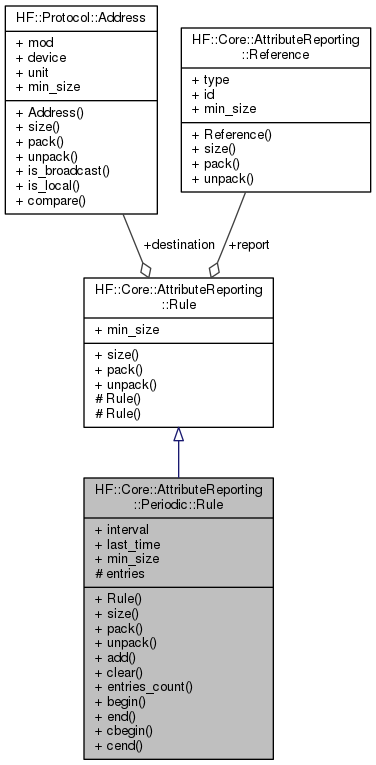 HF::Protocol::Address
+ mod
+ device
+ unit
+ min_size
+ Address()
+ size()
+ pack()
+ unpack()
+ is_broadcast()
+ is_local()
+ compare()
HF::Core::AttributeReporting
::Reference
+ type
+ id
+ min_size
+ Reference()
+ size()
+ pack()
+ unpack()
+destination
+report
HF::Core::AttributeReporting
::Rule
+ min_size
+ size()
+ pack()
+ unpack()
# Rule()
# Rule()
HF::Core::AttributeReporting
::Periodic::Rule
+ interval
+ last_time
+ min_size
# entries
+ Rule()
+ size()
+ pack()
+ unpack()
+ add()
+ clear()
+ entries_count()
+ begin()
+ end()
+ cbegin()
+ cend()